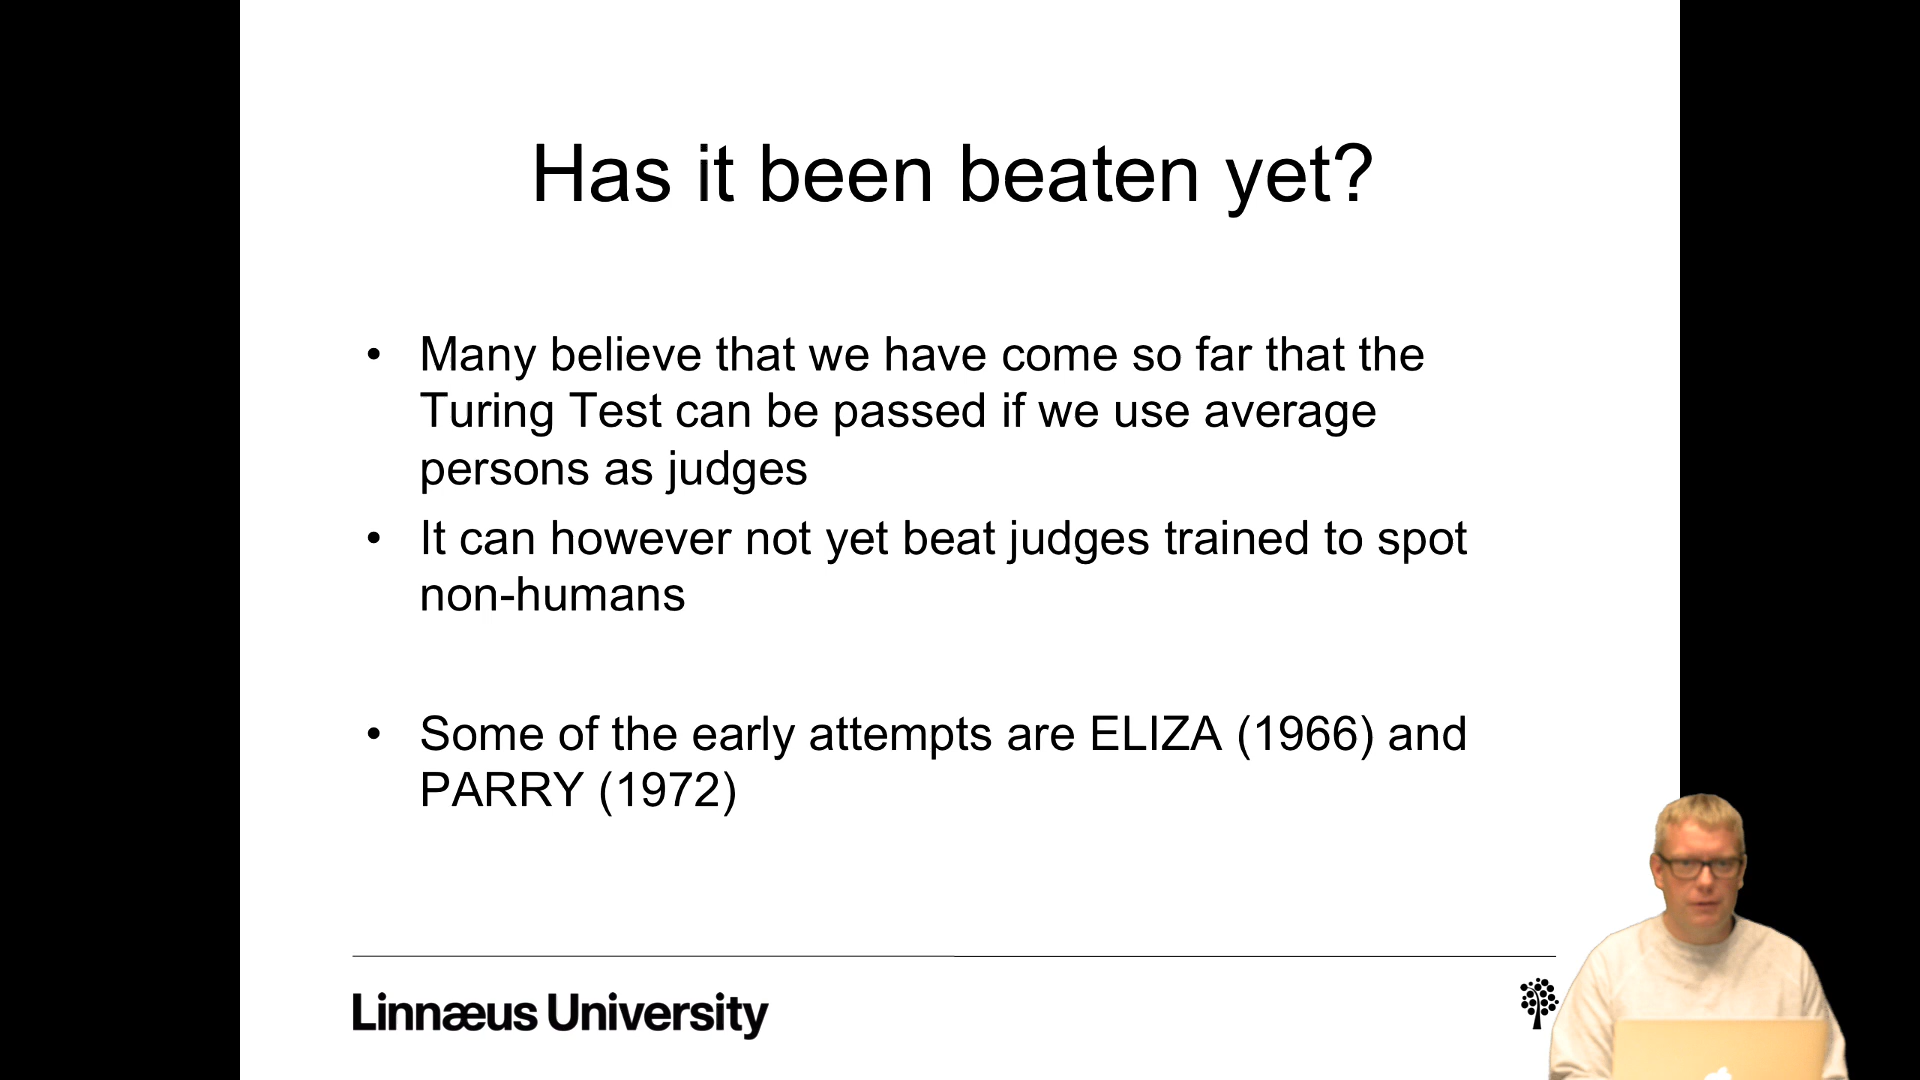 Has it been beaten yet?
• Many believe that we have come so far that the
Turing Test can be passed if we use average
persons as judges
• It can however not yet beat judges trained to spot
non-humans
• Some of the early attempts are ELIZA (1966) and
PARRY (1972)
Linnæus University